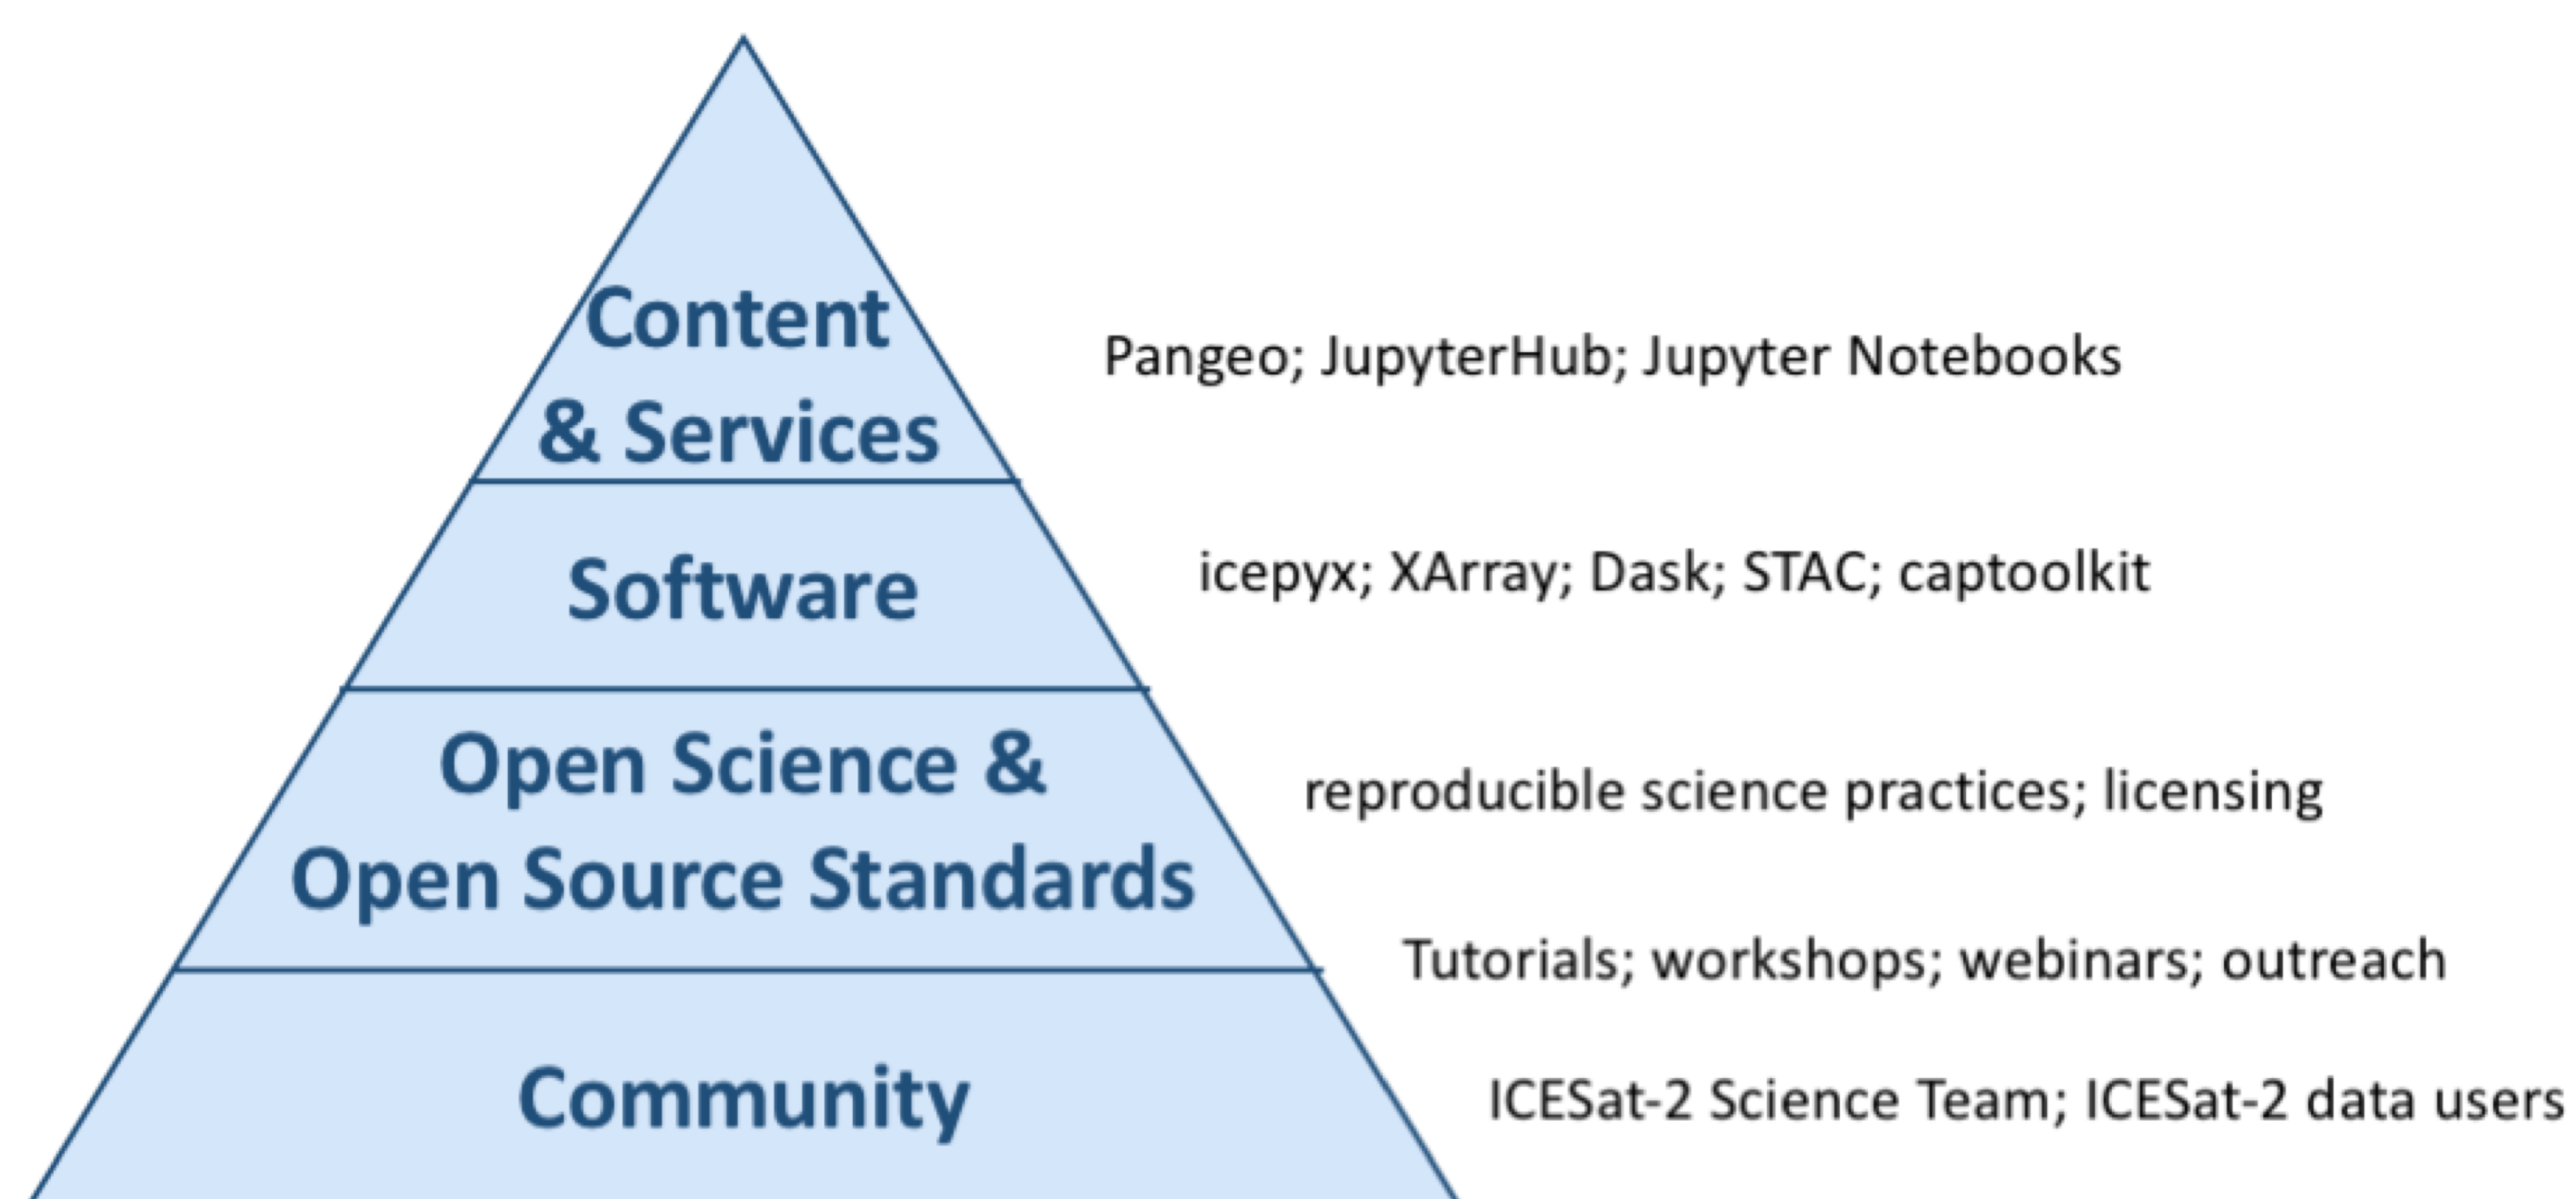 Content
& Services
Pangeo; JupyterHub; Jupyter Notebooks
Software
icepyx; XArray; Dask; STAC; captoolkit
Open Science &
Open Source Standards
reproducible science practices; licensing
Tutorials; workshops; webinars; outreach
Community
ICESat-2 Science Team; ICESat-2 data users